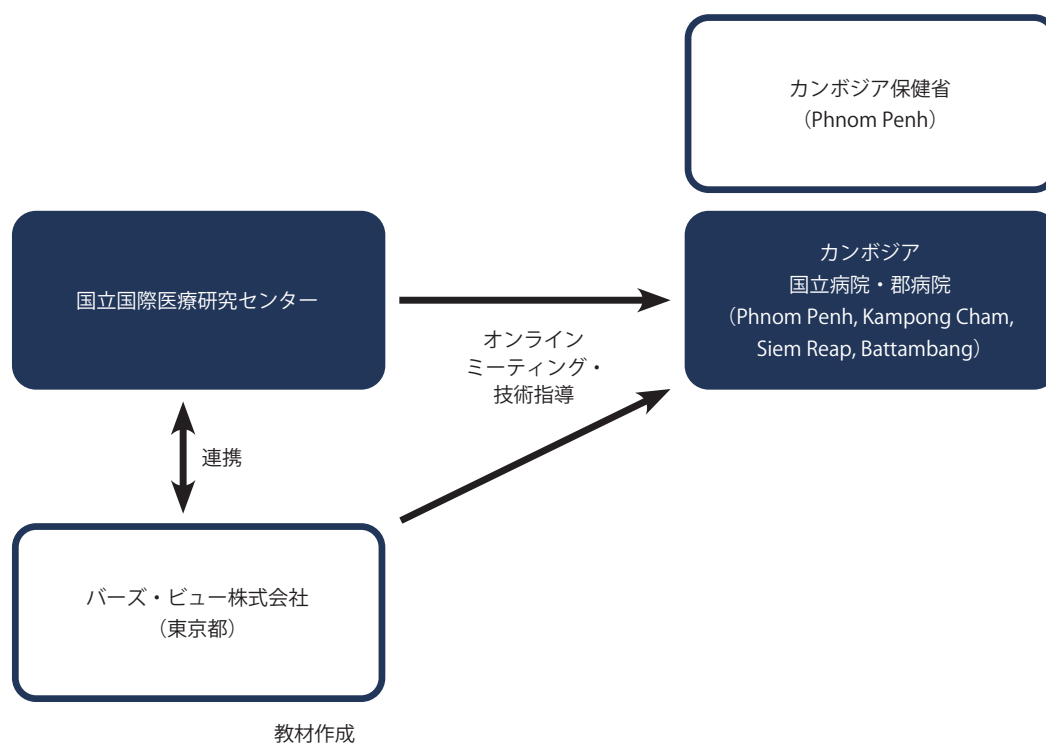 カンボジア保健省
（Phnom Penh）
国立国際医療研究センター
カンボジア
国立病院・郡病院
（Phnom Penh, Kampong Cham,
Siem Reap, Battambang）
オンライン
ミーティング・
技術指導
連携
バーズ・ビュー株式会社
（東京都）
教材作成